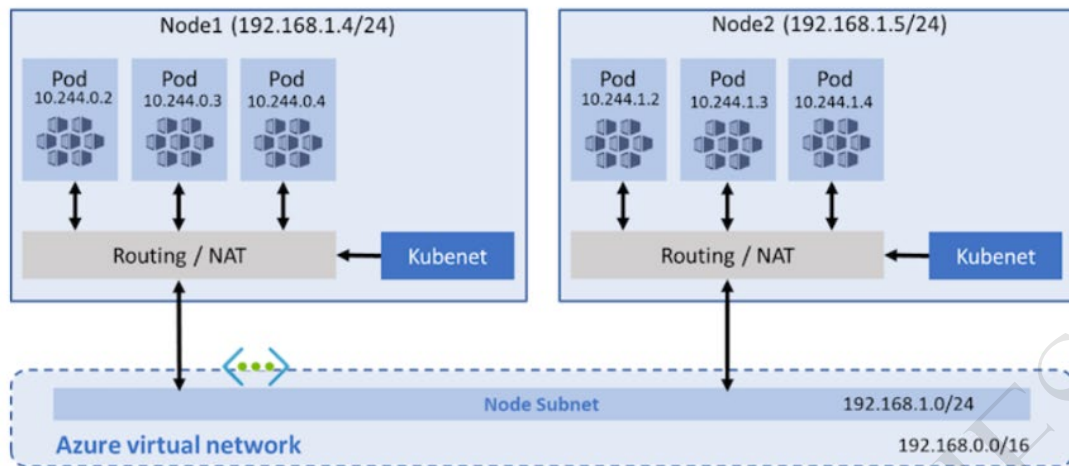 Node1 (192.168.1.4/24)
Pod
10.244.0.2
Pod
10.244.0.3
Pod
10.244.0.4
Routing / NAT
Kubenet
Node2 (192.168.1.5/24)
Pod
10.244.1.2
Pod
10.244.1.3
Pod
10.244.1.4
Routing / NAT
Kubenet
Node Subnet 192.168.1.0/24
Azure virtual network 192.168.0.0/16